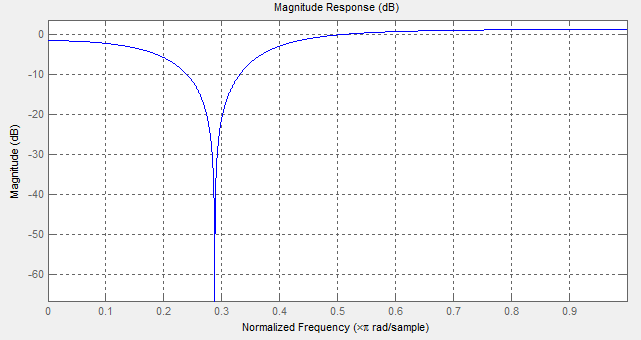 Magnitude Response (dB)
0
-10
-20
-30
-40
-50
-60
Magnitude (dB)
0 0.1 0.2 0.3 0.4 0.5 0.6 0.7 0.8 0.9
Normalized Frequency (×π rad/sample)